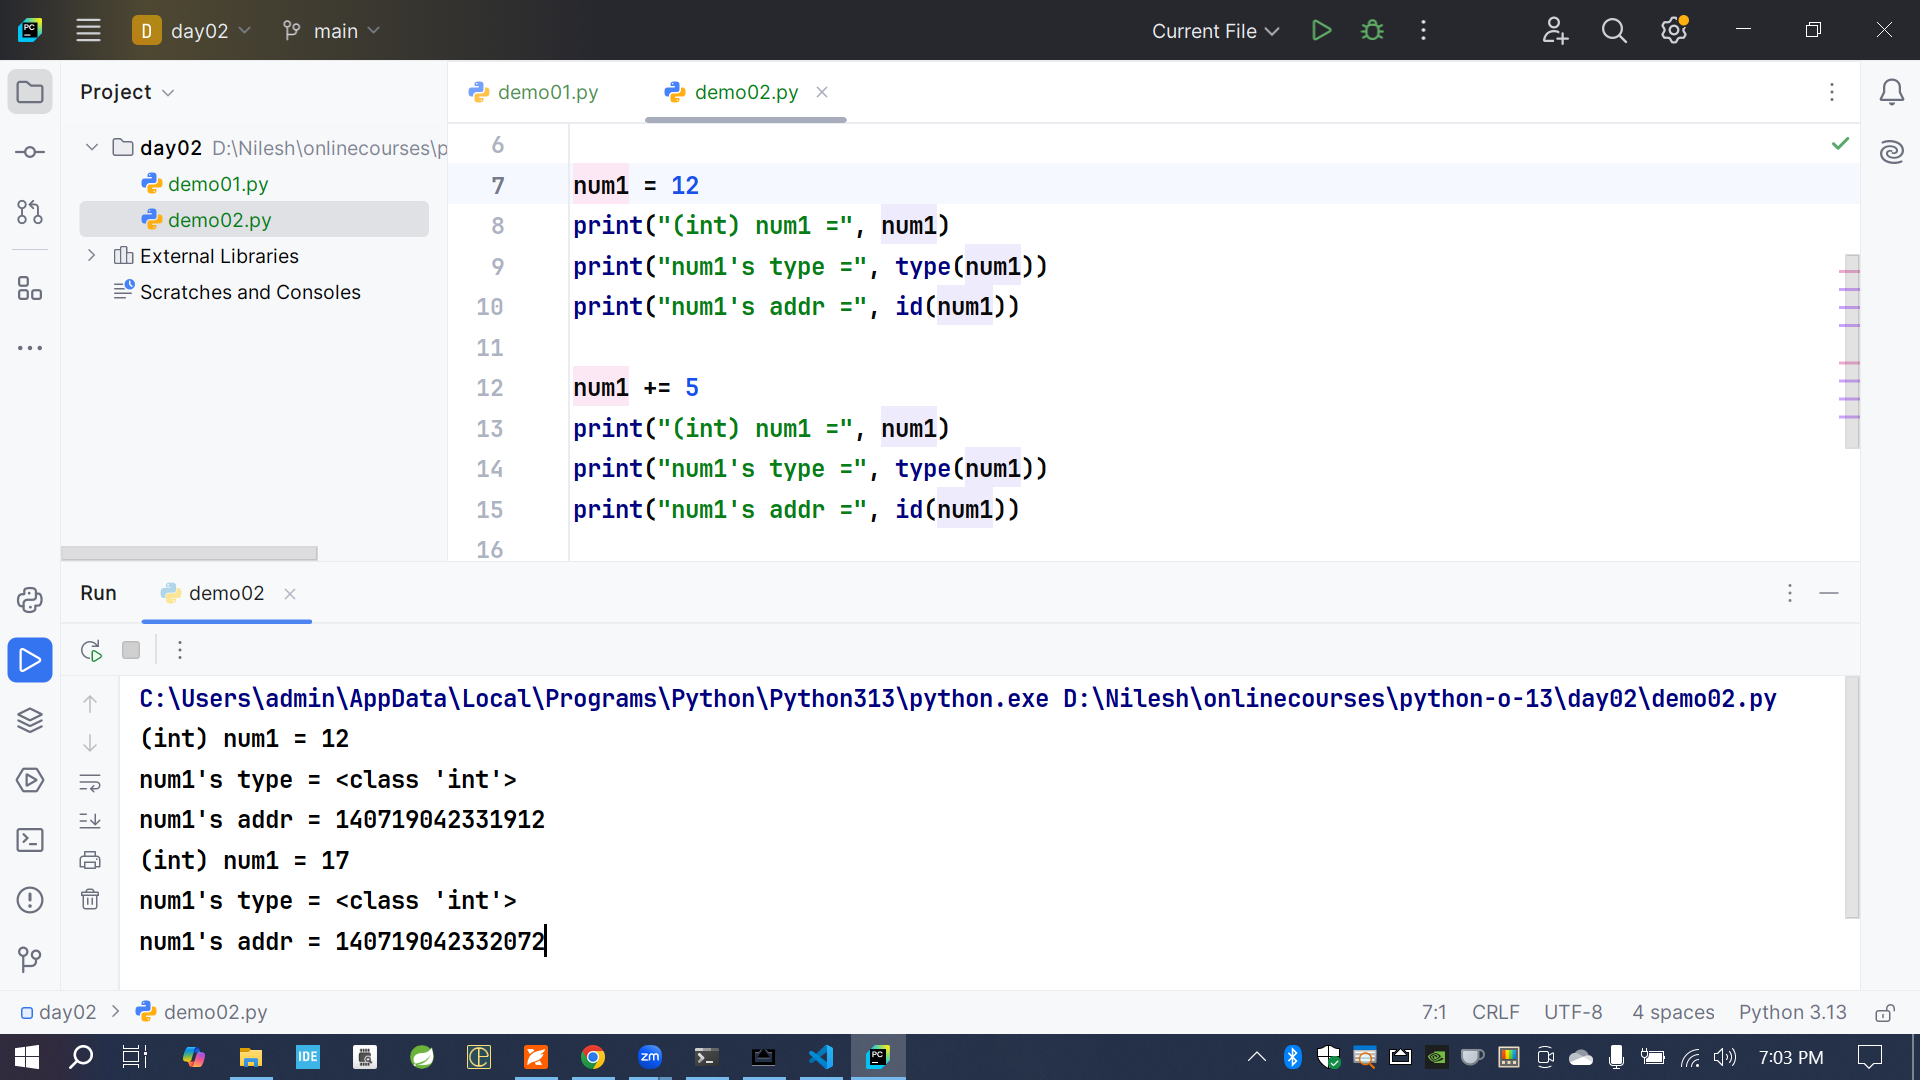 D day02 main Current File
Project
day02 D:\Nilesh\onlinecourses\p
demo01.py
demo02.py
External Libraries
Scratches and Consoles
demo01.py demo02.py
6
7 num1 = 12
8 print("(int) num1 =", num1)
9 print("num1's type =", type(num1))
10 print("num1's addr =", id(num1))
11
12 num1 += 5
13 print("(int) num1 =", num1)
14 print("num1's type =", type(num1))
15 print("num1's addr =", id(num1))
16
Run demo02
C:\Users\admin\AppData\Local\Programs\Python\Python313\python.exe D:\Nilesh\onlinecourses\python-o-13\day02\demo02.py
(int) num1 = 12
num1's type = <class 'int'>
num1's addr = 140719042331912
(int) num1 = 17
num1's type = <class 'int'>
num1's addr = 140719042332072
day02 > demo02.py 7:1 CRLF UTF-8 4 spaces Python 3.13
IDE zm PC 7:03 PM